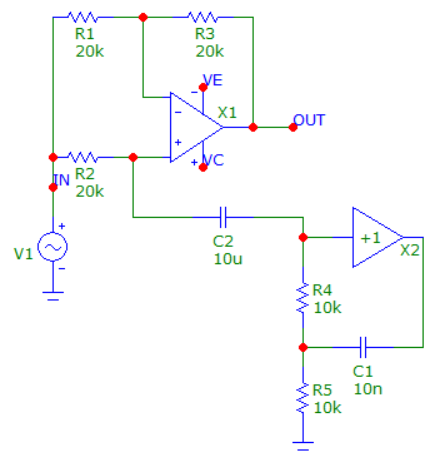 R1
20k
R3
20k
VE
-
X1
-
+
OUT
+
VC
R2
20k
IN
+
V1
-
C2
10u
+1
X2
R4
10k
C1
10n
R5
10k